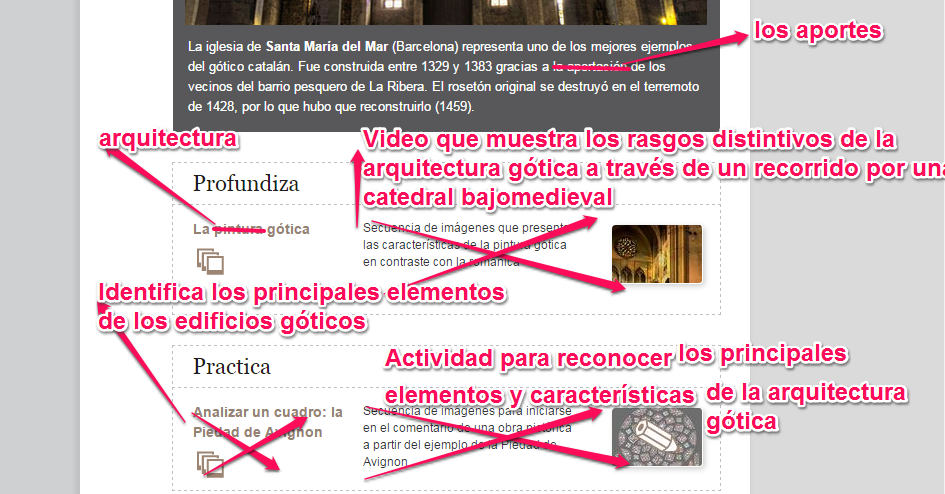 los aportes
La iglesia de Santa María del Mar (Barcelona) representa uno de los mejores ejemplos
del gótico catalán. Fue construida entre 1329 y 1383 gracias a la aportación de los
vecinos del barrio pesquero de La Ribera. El rosetón original se destruyó en el terremoto
de 1428, por lo que hubo que reconstruirlo (1459).
arquitectura
Video que muestra los rasgos distintivos de la
arquitectura gótica a través de un recorrido por una
catedral bajomedieval
Profundiza
La pintura gótica
Secuencia de imágenes que presenta
las características de la pintura gótica
en contraste con la románica
Identifica los principales elementos
de los edificios góticos
Practica
Actividad para reconocer los principales
elementos y características de la arquitectura
gótica
Analizar un cuadro: la
Piedad de Avignon
Secuencia de imágenes para iniciarse
en el comentario de una obra pictórica
a partir del ejemplo de la Piedad de
Avignon